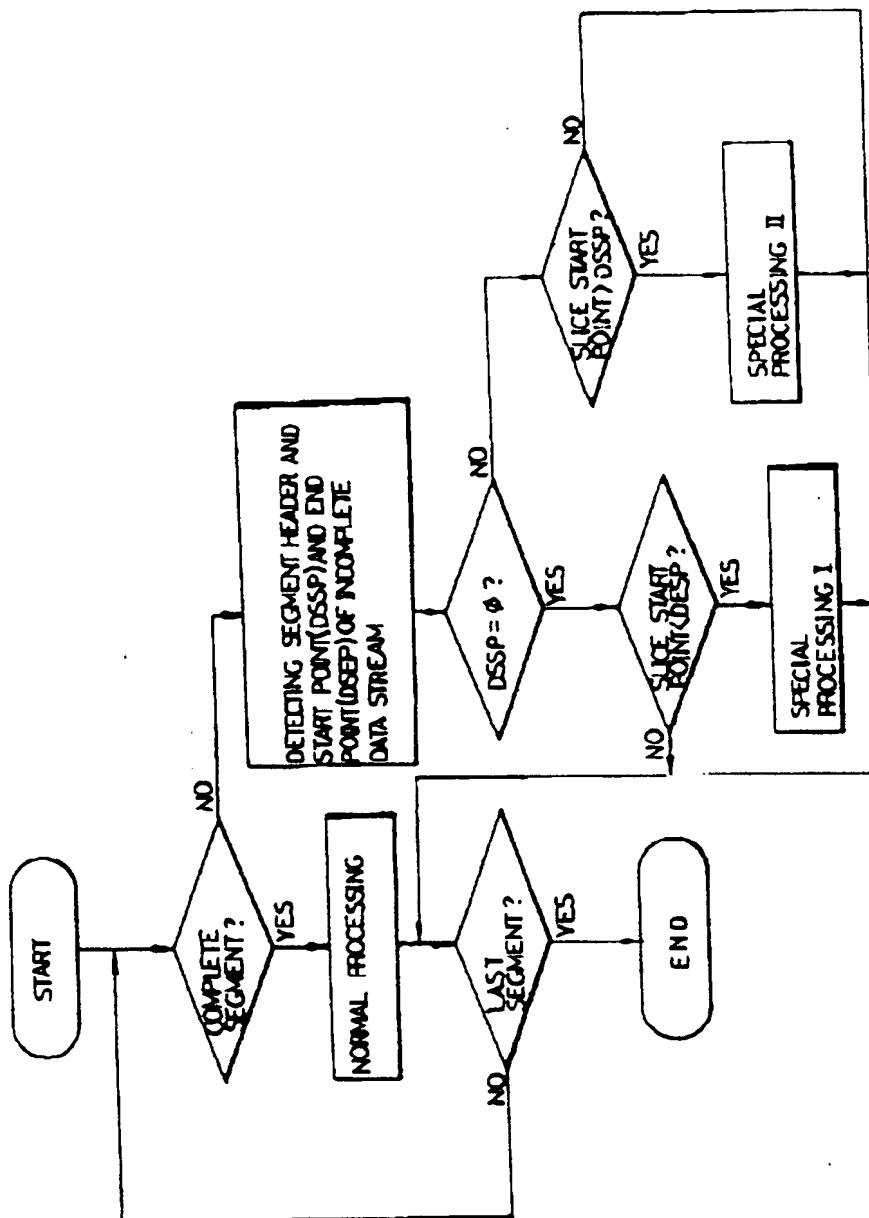 START
COMPLETE
SEGMENT?
NO
YES
NORMAL PROCESSING
LAST
SEGMENT?
NO
YES
END
DETECTING SEGMENT HEADER AND
START POINT(DSSP) AND END
POINT(DSEP) OF INCOMPLETE
DATA STREAM
DSSP=ø?
NO
YES
SLICE START
POINT<DESP?
NO
YES
SPECIAL
PROCESSING I
SLICE START
POINT>DSSP?
NO
YES
SPECIAL
PROCESSING II